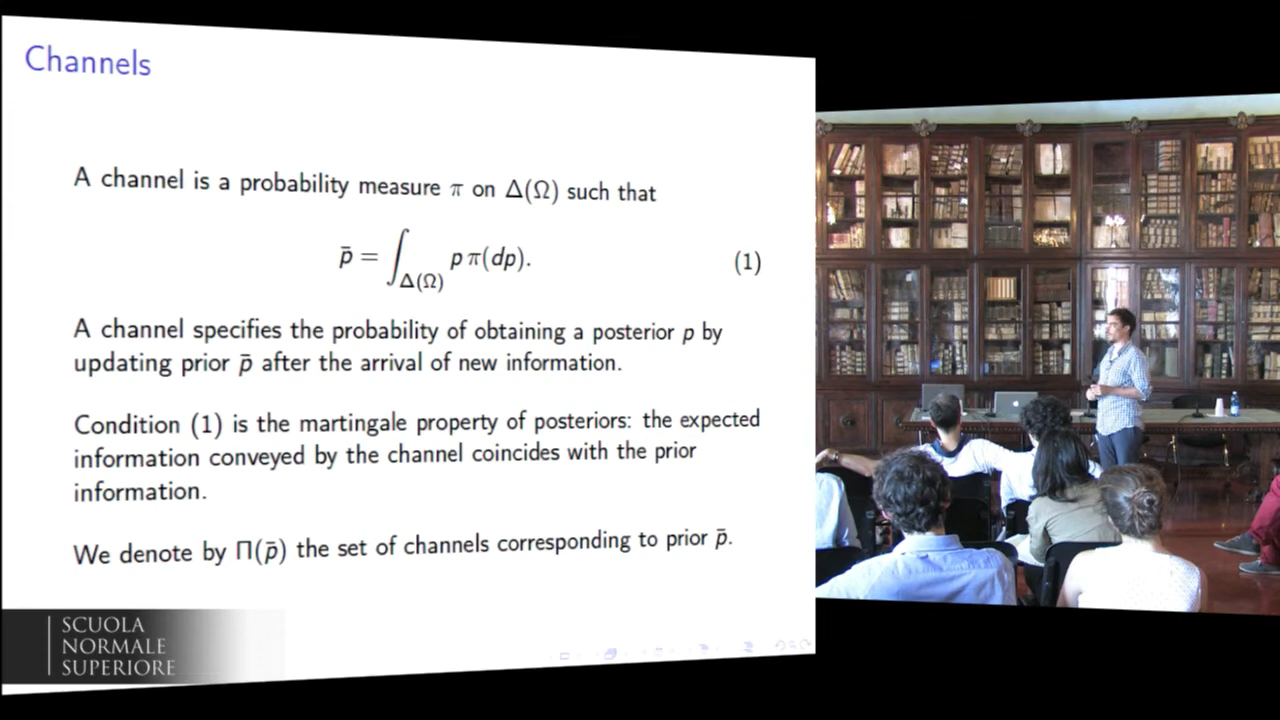 Channels
A channel is a probability measure π on Δ(Ω) such that
p̄ = ∫_{Δ(Ω)} p π(dp). (1)
A channel specifies the probability of obtaining a posterior p by
updating prior p̄ after the arrival of new information.
Condition (1) is the martingale property of posteriors: the expected
information conveyed by the channel coincides with the prior
information.
We denote by Π(p̄) the set of channels corresponding to prior p̄.
SCUOLA
NORMALE
SUPERIORE